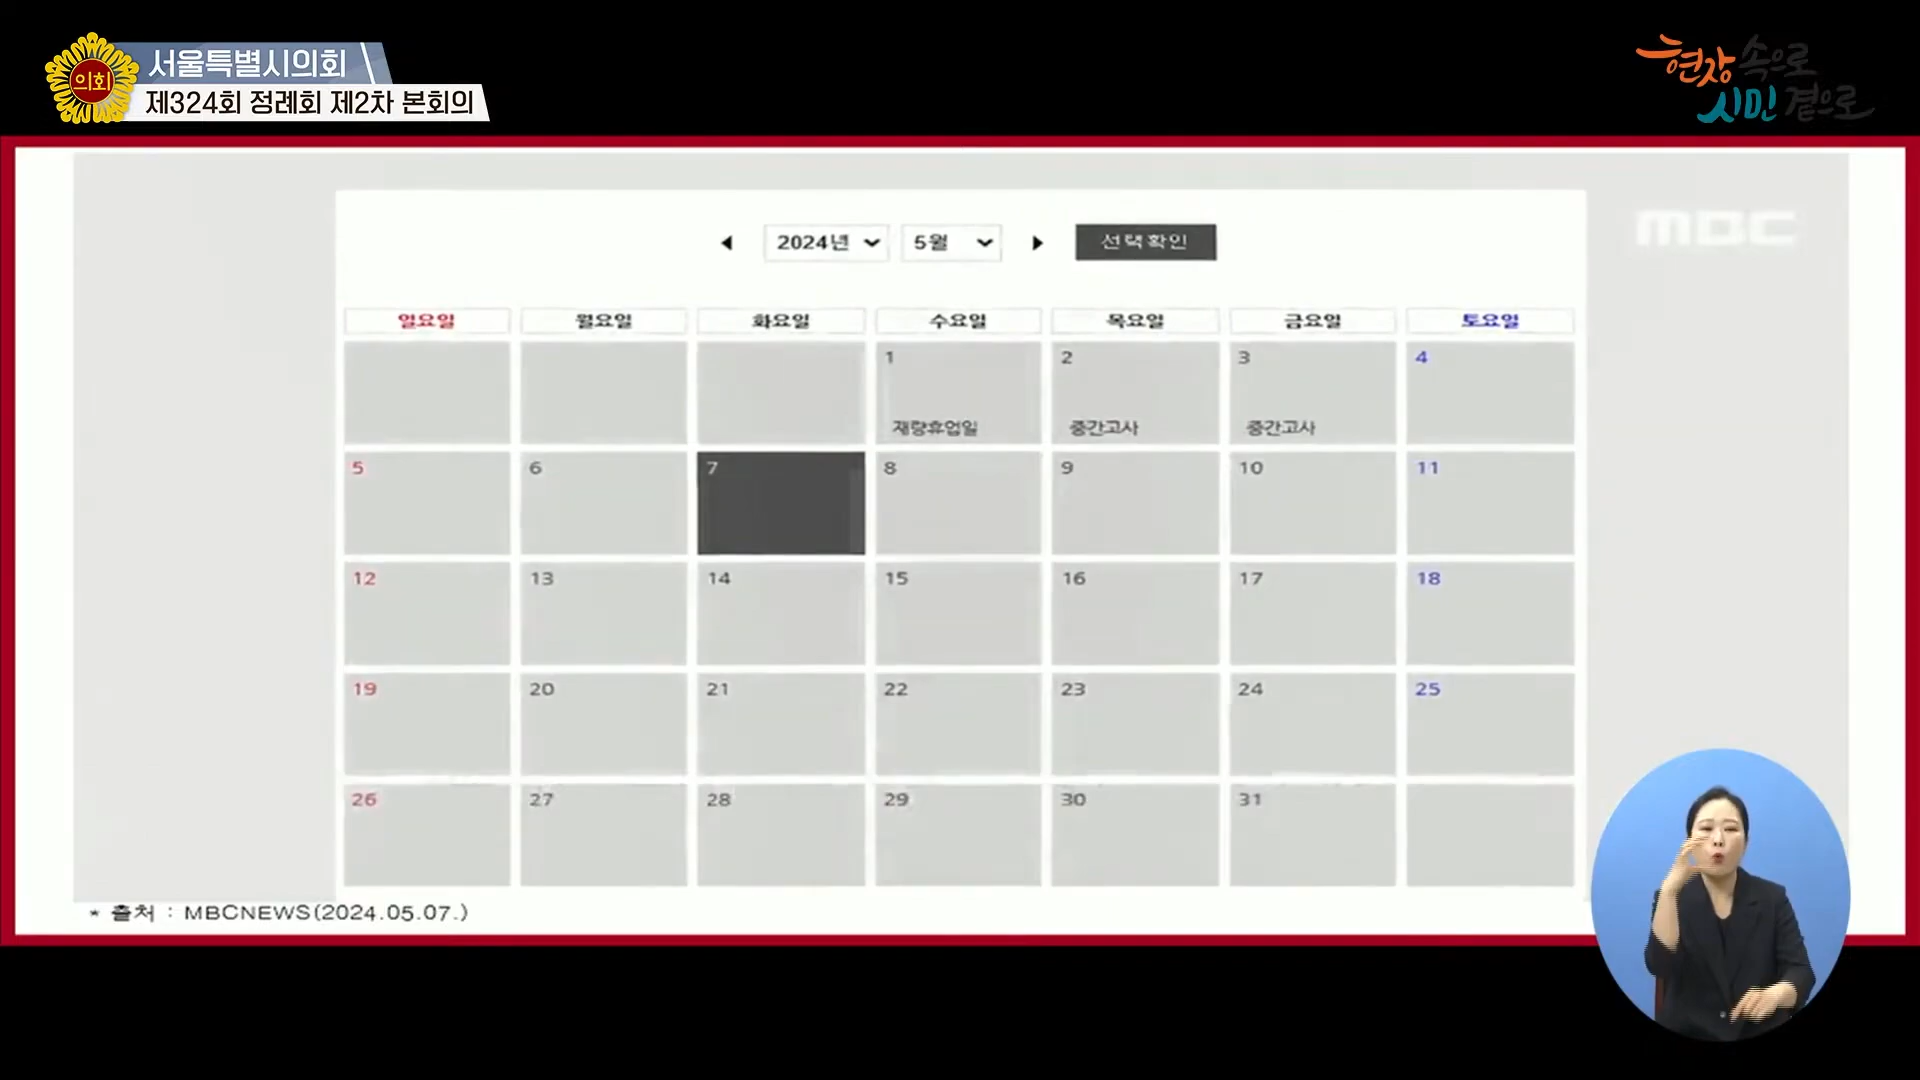 의회
서울특별시의회
제324회 정례회 제2차 본회의
현장 속으로
시민 곁으로
MBC
2024년 5월 선택확인
일요일 월요일 화요일 수요일 목요일 금요일 토요일
1 2 3 4
재량휴업일 중간고사 중간고사
5 6 7 8 9 10 11
12 13 14 15 16 17 18
19 20 21 22 23 24 25
26 27 28 29 30 31
* 출처 : MBCNEWS(2024.05.07.)